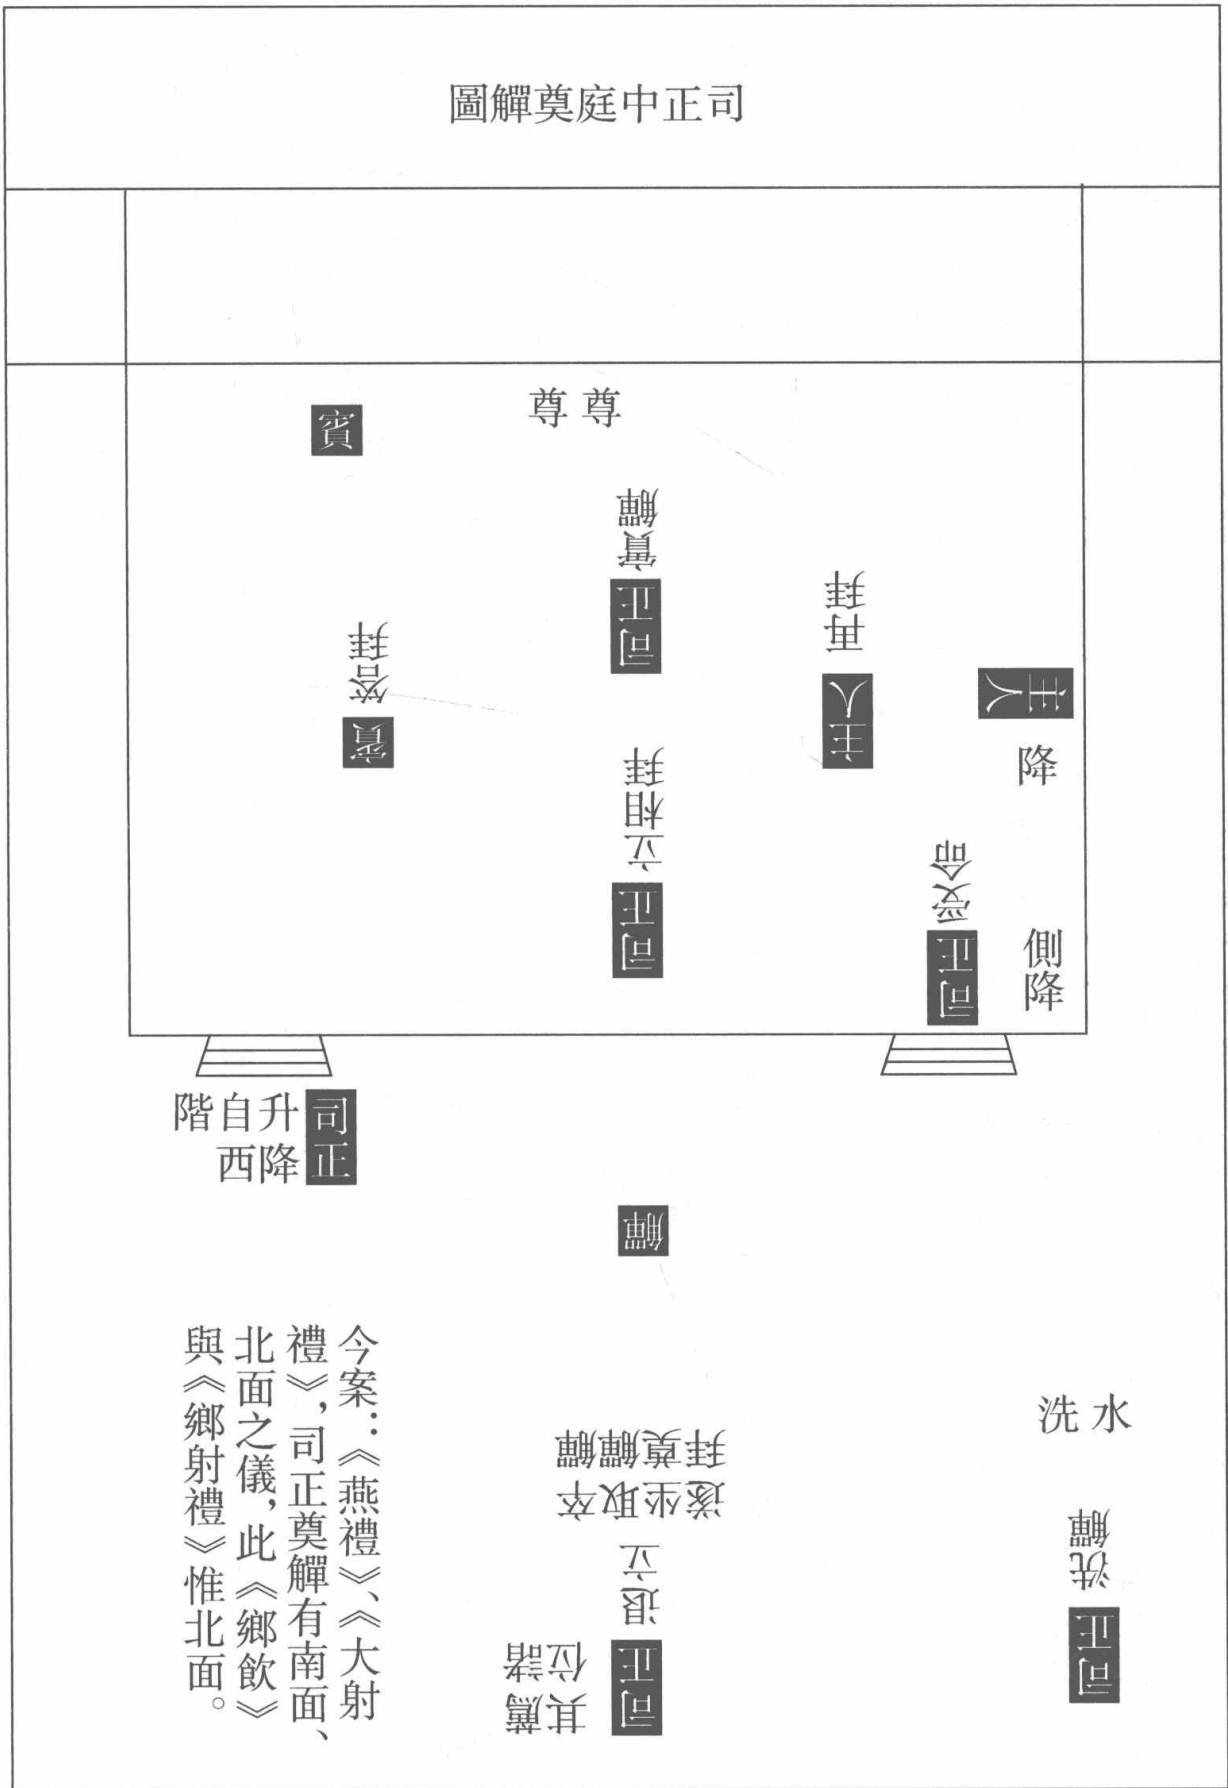 司正中庭奠觶圖
賓
尊尊
司正
實觶
賓
答拜
主人
再拜
主人
降
司正
立相拜
司正
受命
側降
司正
升降
自西
階
觶
水
洗
司正
洗觶
卒觶
取觶
坐奠
遂拜
司正
退立
薦諸
其位
今案：《燕禮》、《大射
禮》，司正奠觶有南面、
北面之儀，此《鄉飲》
與《鄉射禮》惟北面。